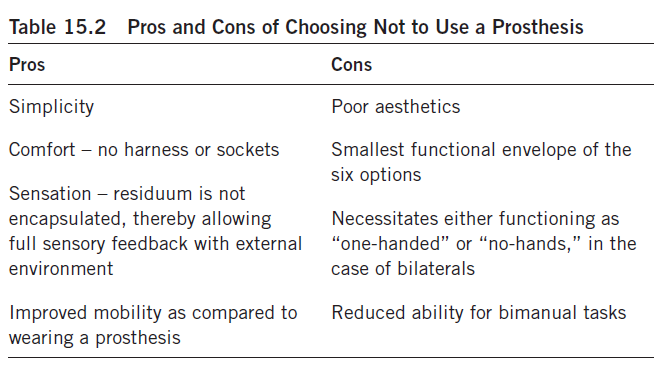 Table 15.2 Pros and Cons of Choosing Not to Use a Prosthesis
Pros
Cons
Simplicity
Comfort – no harness or sockets
Sensation – residuum is not
encapsulated, thereby allowing
full sensory feedback with external
environment
Improved mobility as compared to
wearing a prosthesis
Poor aesthetics
Smallest functional envelope of the
six options
Necessitates either functioning as
“one-handed” or “no-hands,” in the
case of bilaterals
Reduced ability for bimanual tasks